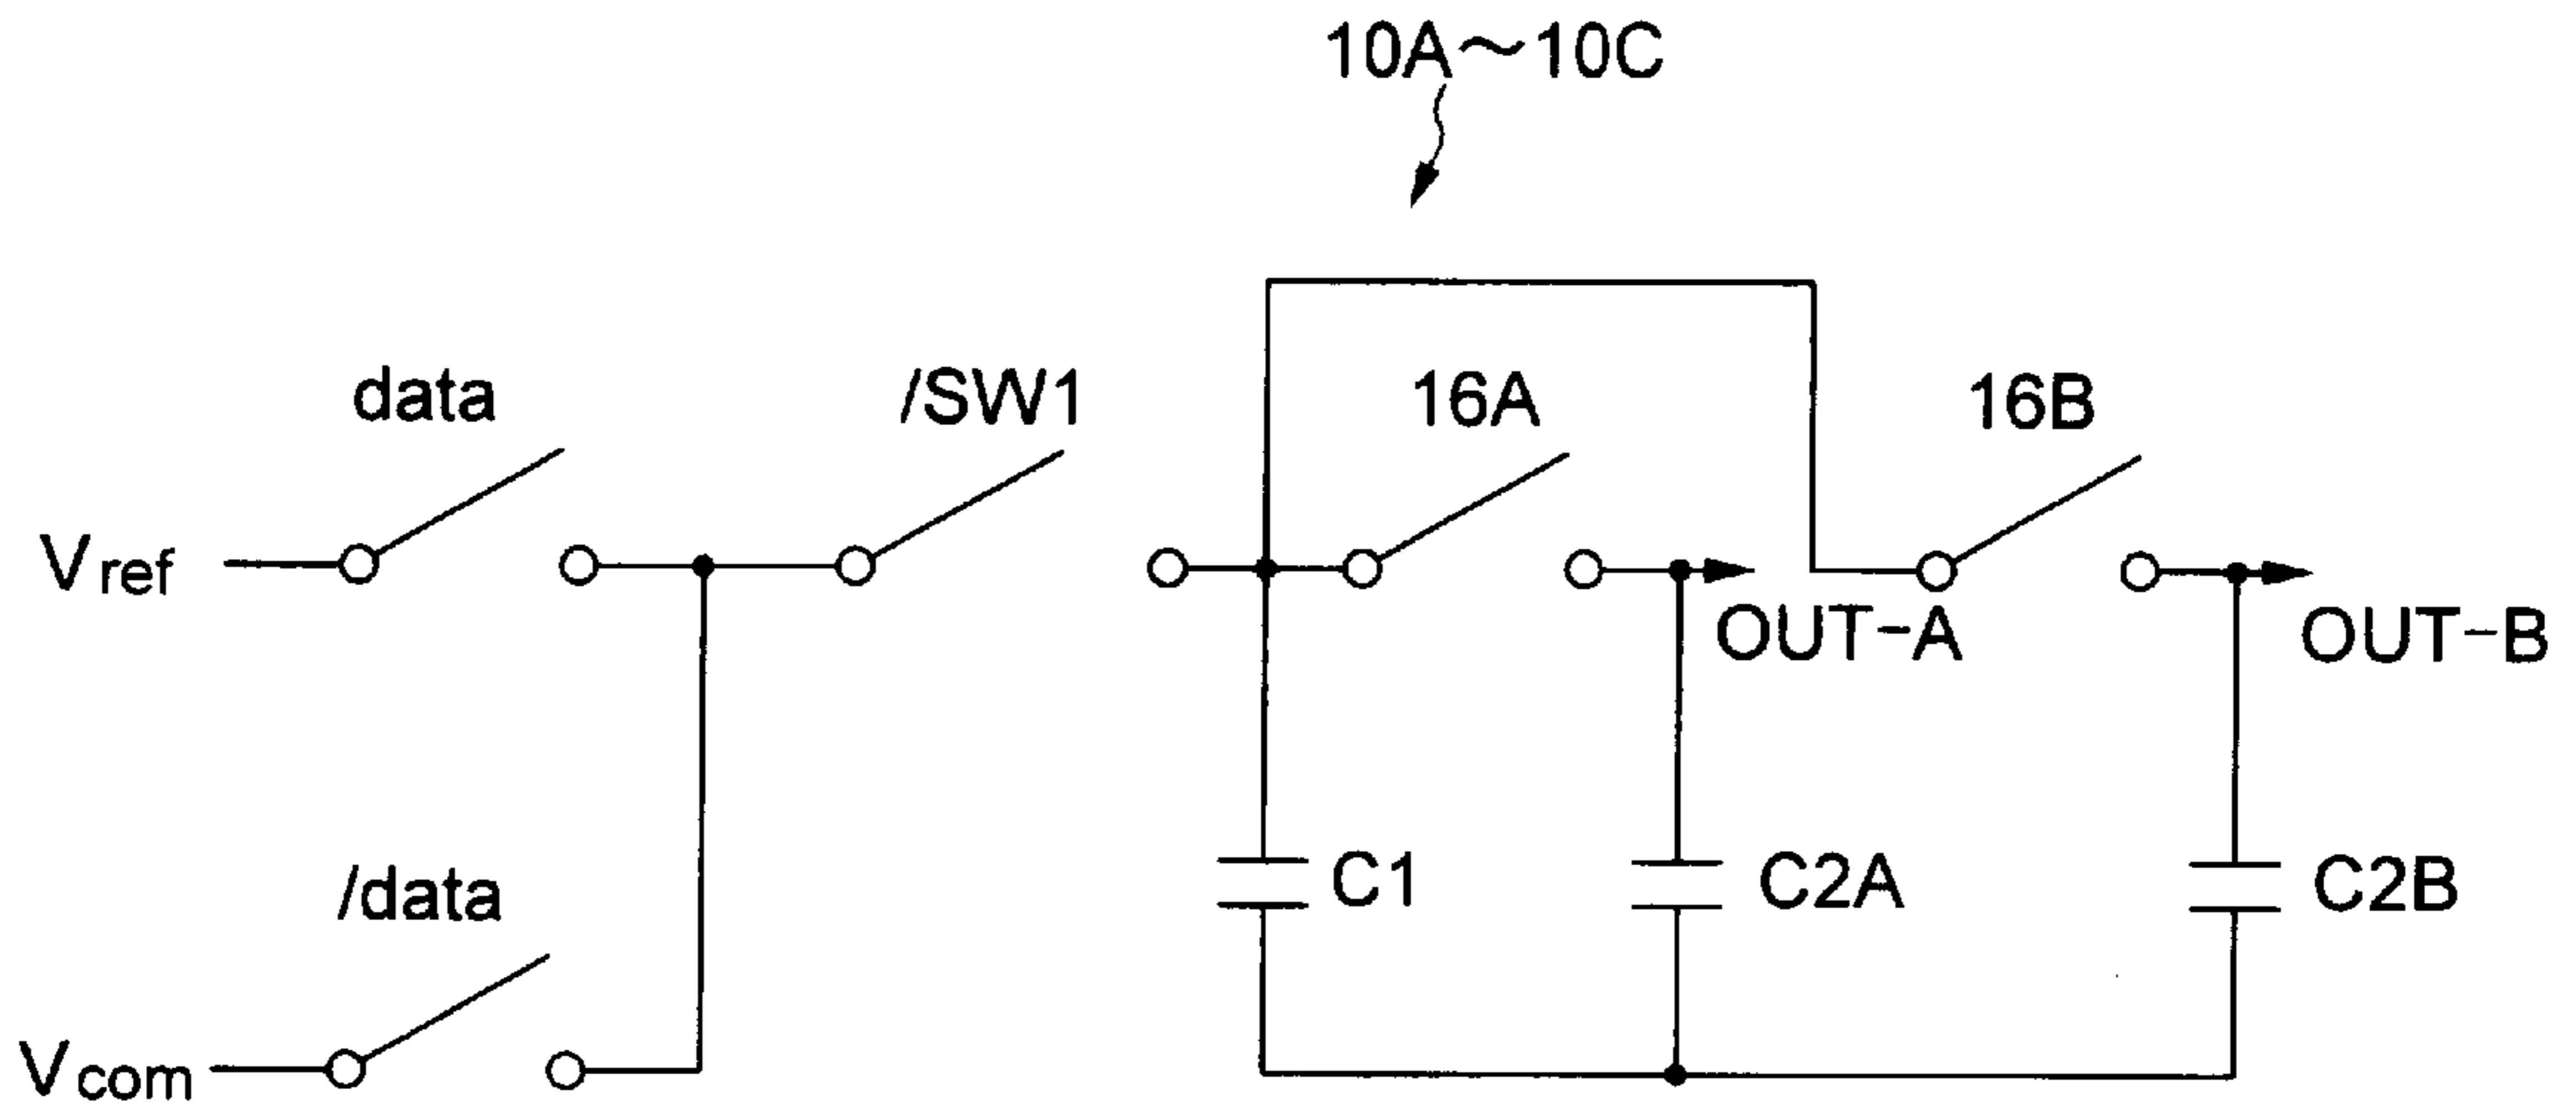 10A～10C
data
/SW1
16A
16B
Vref
OUT-A
OUT-B
/data
C1
C2A
C2B
Vcom